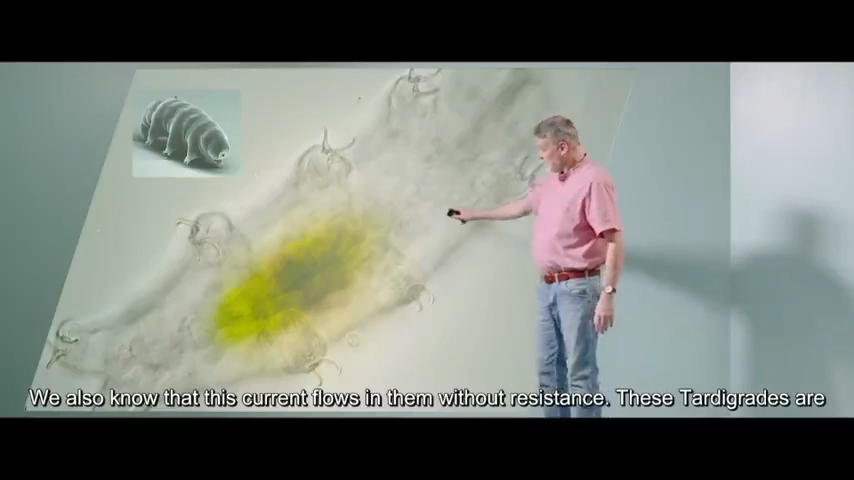 We also know that this current flows in them without resistance. These Tardigrades are